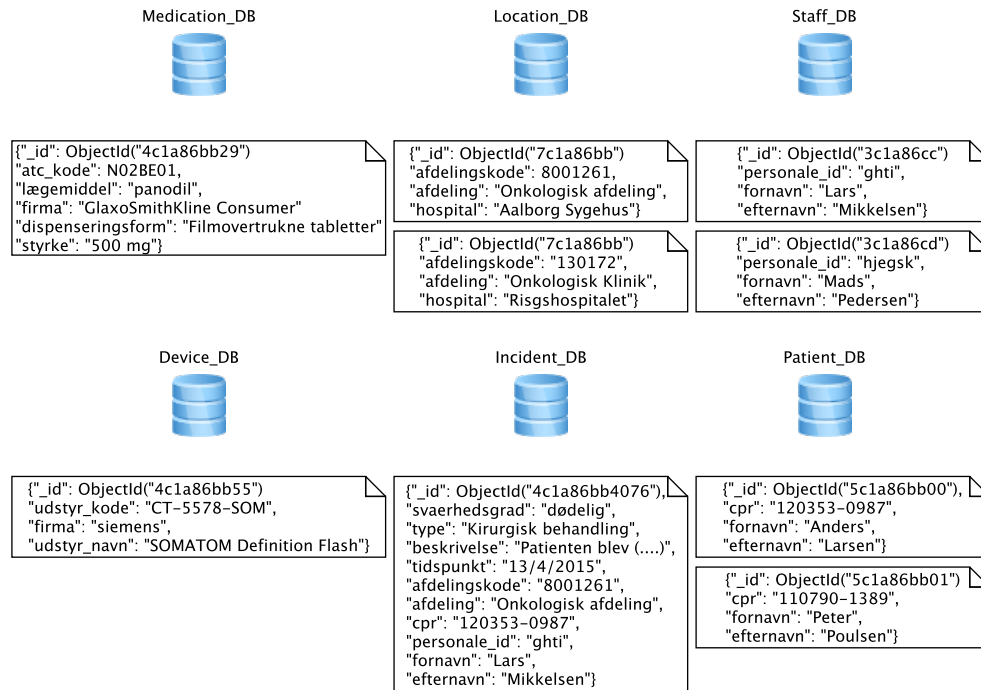 Medication_DB
Location_DB
Staff_DB
{"_id": ObjectId("4c1a86bb29")
"atc_kode": N02BE01,
"lægemiddel": "panodil",
"firma": "GlaxoSmithKline Consumer"
"dispenseringsform": "Filmovertrukne tabletter"
"styrke": "500 mg"}
{"_id": ObjectId("7c1a86bb")
"afdelingskode": 8001261,
"afdeling": "Onkologisk afdeling",
"hospital": "Aalborg Sygehus"}
{"_id": ObjectId("7c1a86bb")
"afdelingskode": "130172",
"afdeling": "Onkologisk Klinik",
"hospital": "Risgshospitalet"}
{"_id": ObjectId("3c1a86cc")
"personale_id": "ghti",
"fornavn": "Lars",
"efternavn": "Mikkelsen"}
{"_id": ObjectId("3c1a86cd")
"personale_id": "hjegsk",
"fornavn": "Mads",
"efternavn": "Pedersen"}
Device_DB
Incident_DB
Patient_DB
{"_id": ObjectId("4c1a86bb55")
"udstyr_kode": "CT-5578-SOM",
"firma": "siemens",
"udstyr_navn": "SOMATOM Definition Flash"}
{"_id": ObjectId("4c1a86bb4076"),
"svaerhedsgrad": "dødelig",
"type": "Kirurgisk behandling",
"beskrivelse": "Patienten blev (....)",
"tidspunkt": "13/4/2015",
"afdelingskode": "8001261",
"afdeling": "Onkologisk afdeling",
"cpr": "120353-0987",
"personale_id": "ghti",
"fornavn": "Lars",
"efternavn": "Mikkelsen"}
{"_id": ObjectId("5c1a86bb00"),
"cpr": "120353-0987",
"fornavn": "Anders",
"efternavn": "Larsen"}
{"_id": ObjectId("5c1a86bb01")
"cpr": "110790-1389",
"fornavn": "Peter",
"efternavn": "Poulsen"}